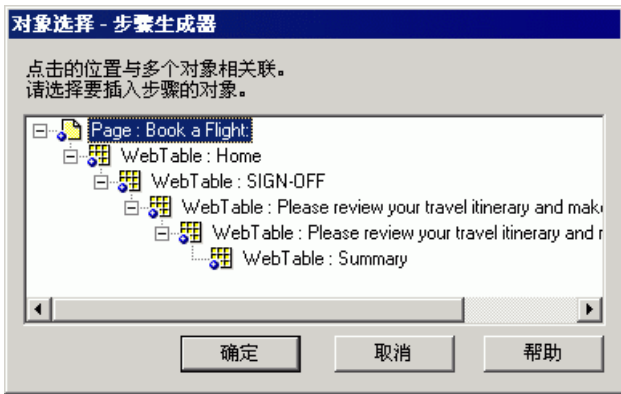 对象选择 - 步骤生成器
点击的位置与多个对象相关联。
请选择要插入步骤的对象。
Page : Book a Flight:
WebTable : Home
WebTable : SIGN-OFF
WebTable : Please review your travel itinerary and make
WebTable : Please review your travel itinerary and r
WebTable : Summary
确定 取消 帮助